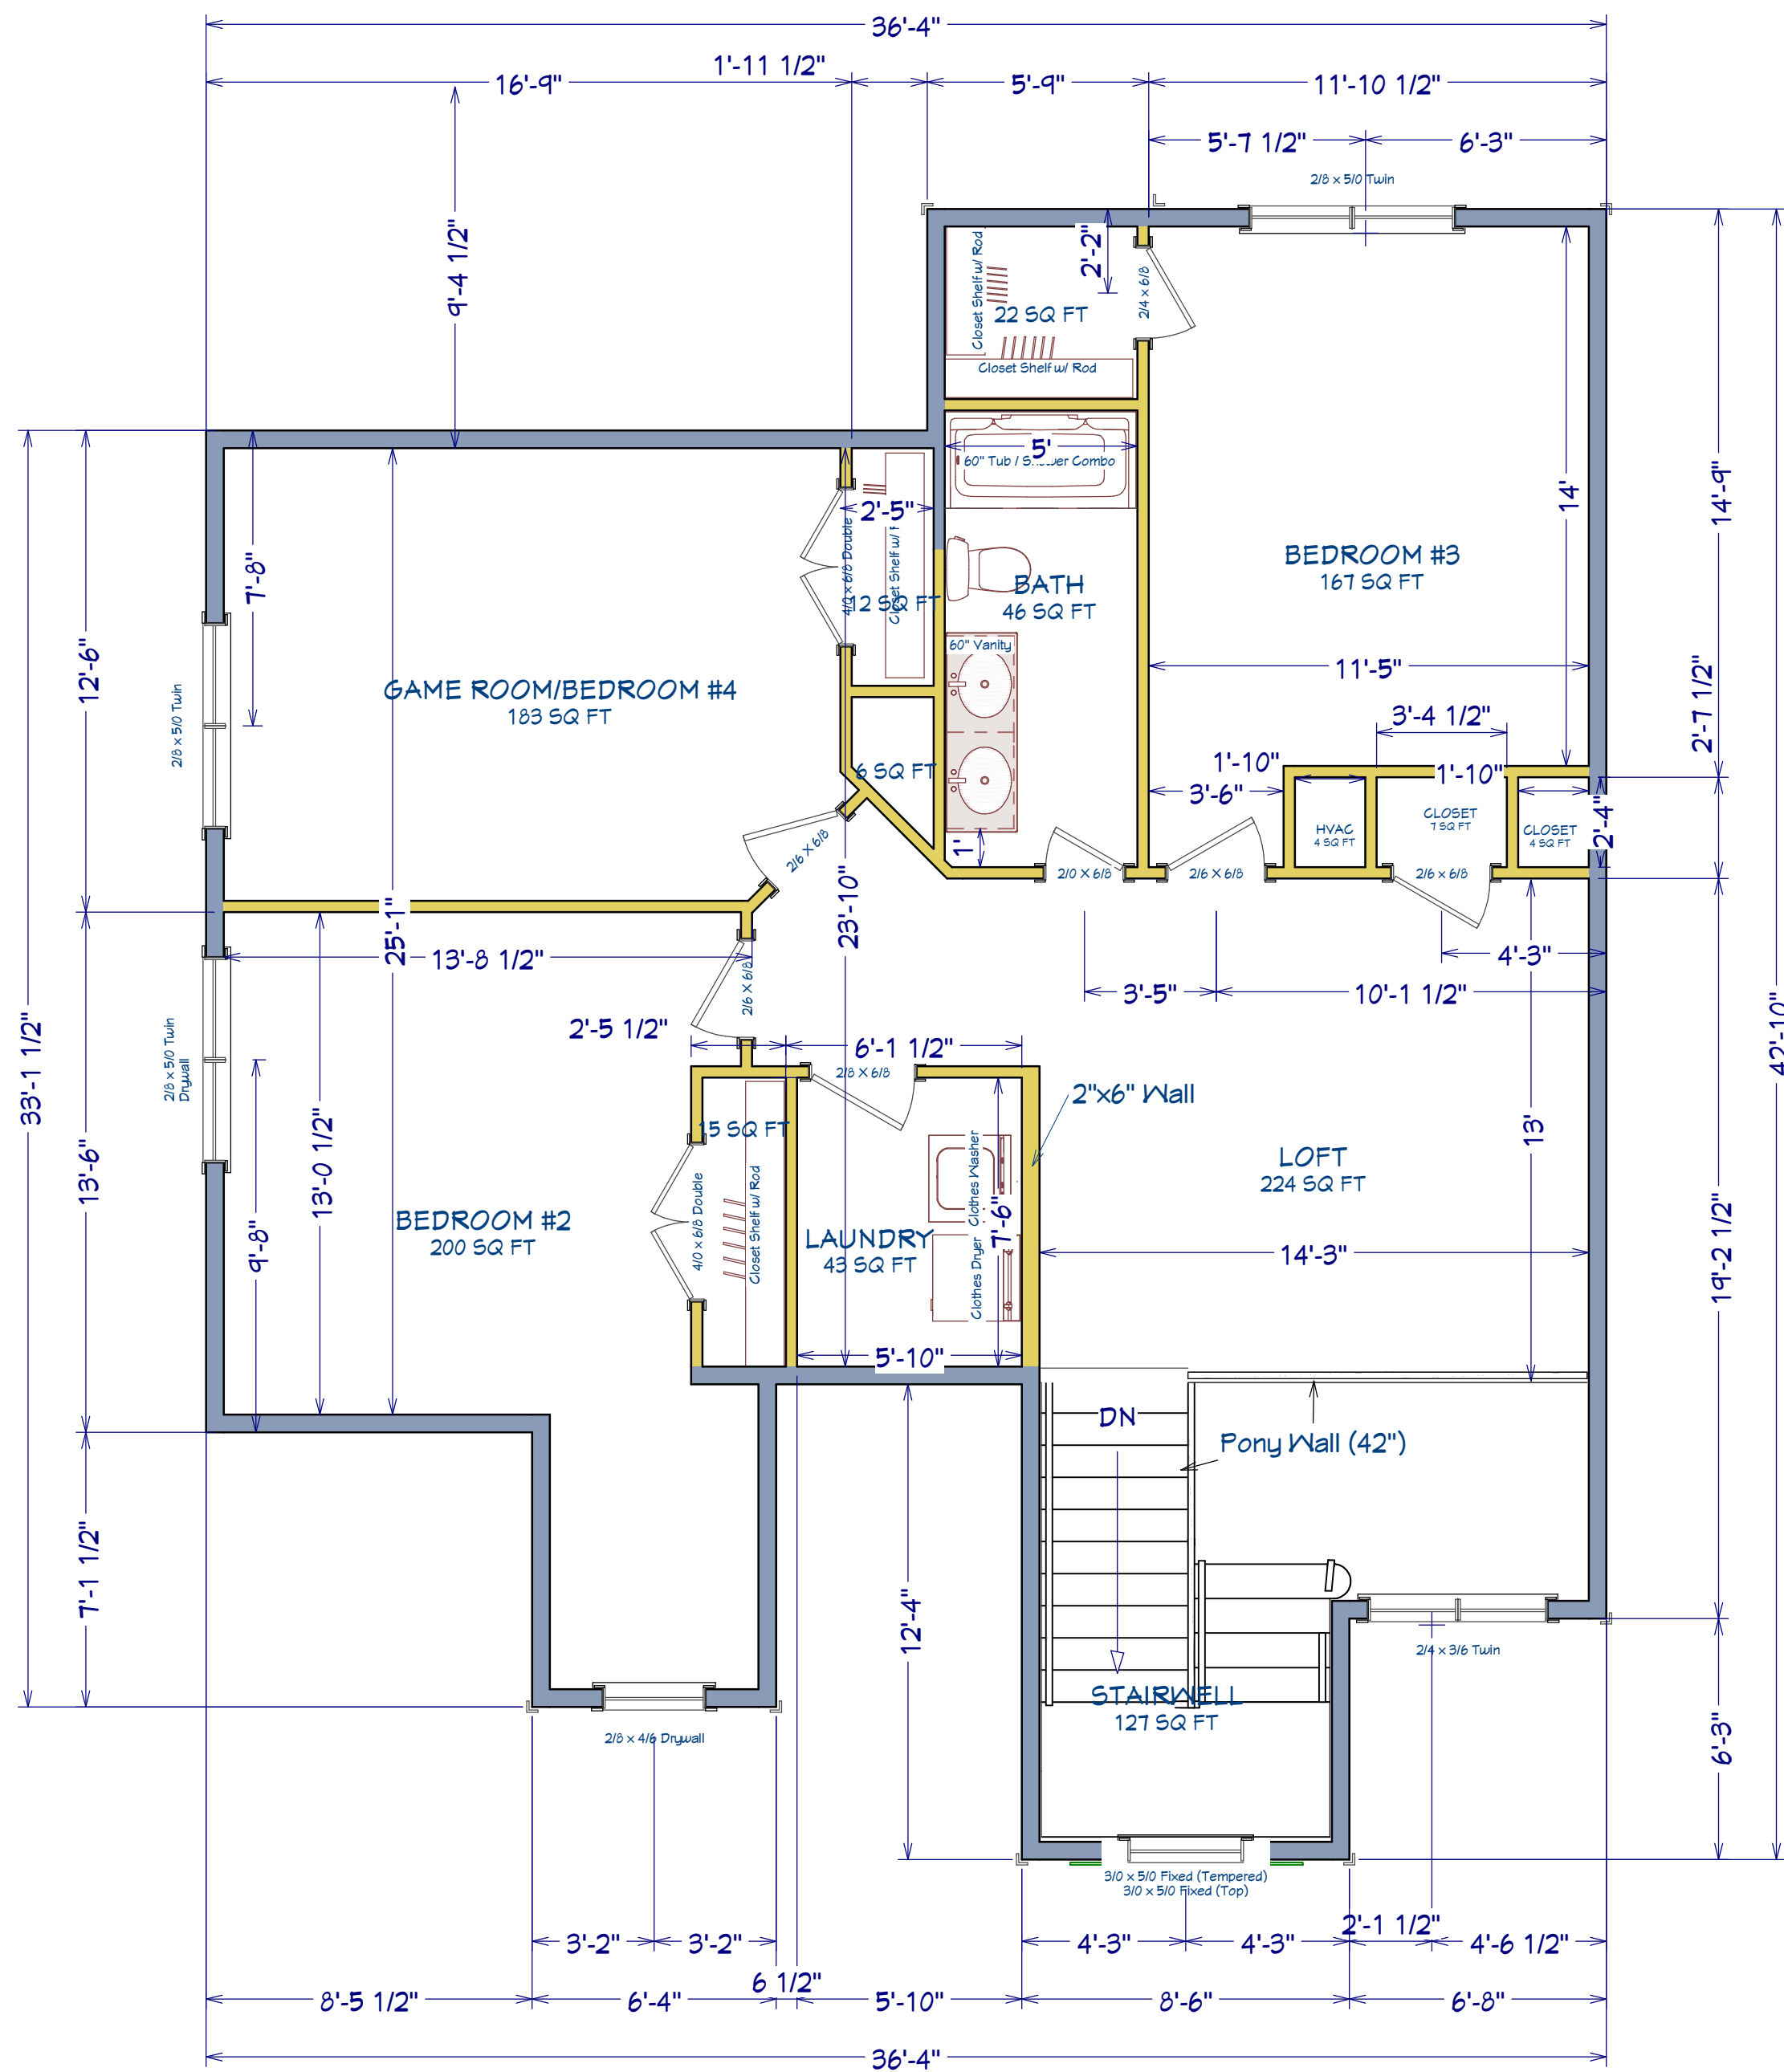 36'-4"
1'-11 1/2"
16'-9"
5'-9"
11'-10 1/2"
5'-7 1/2"
6'-3"
2/8 x 5/0 Twin
9'-4 1/2"
2'-2"
Closet Shelf w/ Rod
2/4 x 6/8
22 SQ FT
Closet Shelf w/ Rod
5'
60" Tub / Shower Combo
14'
14'-9"
2'-5"
4/0 x 6/8 Double
Closet Shelf w/
12 SQ FT
7'-8"
BEDROOM #3
167 SQ FT
BATH
46 SQ FT
60" Vanity
12'-6"
2/8 x 5/0 Twin
GAME ROOM/BEDROOM #4
183 SQ FT
11'-5"
3'-4 1/2"
2'-7 1/2"
6 SQ FT
1'-10"
1'-10"
3'-6"
HVAC
4 SQ FT
CLOSET
7 SQ FT
CLOSET
4 SQ FT
2'-4"
1'
2/6 X 6/8
2/0 X 6/8
2/6 X 6/8
2/6 x 6/8
25'-1"
23'-10"
13'-8 1/2"
2/6 X 6/8
4'-3"
3'-5"
10'-1 1/2"
42'-10"
2'-5 1/2"
6'-1 1/2"
2/8 X 6/8
33'-1 1/2"
2/8 x 5/0 Twin
Drywall
2"x6" Wall
13'-6"
13'-0 1/2"
9'-8"
15 SQ FT
4/0 x 6/8 Double
Closet Shelf w/ Rod
Clothes Washer
Clothes Dryer
7'-6"
13'
LOFT
224 SQ FT
BEDROOM #2
200 SQ FT
LAUNDRY
43 SQ FT
14'-3"
19'-2 1/2"
5'-10"
DN
Pony Wall (42")
7'-1 1/2"
12'-4"
2/4 x 3/6 Twin
STAIRWELL
127 SQ FT
6'-3"
2/8 x 4/6 Drywall
3/0 x 5/0 Fixed (Tempered)
3/0 x 5/0 Fixed (Top)
3'-2"
3'-2"
4'-3"
4'-3"
2'-1 1/2"
4'-6 1/2"
6 1/2"
8'-5 1/2"
6'-4"
5'-10"
8'-6"
6'-8"
36'-4"